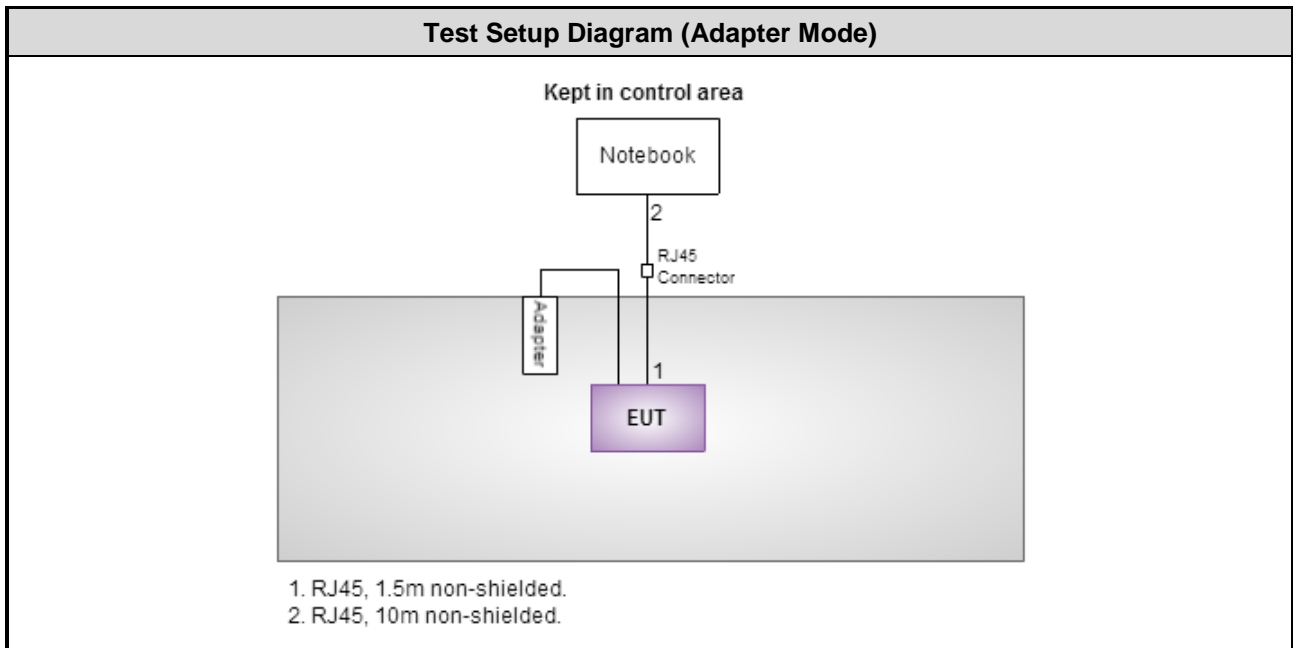 Test Setup Diagram (Adapter Mode)
Kept in control area
Notebook
2
RJ45
Connector
Adapter
1
EUT
1. RJ45, 1.5m non-shielded.
2. RJ45, 10m non-shielded.